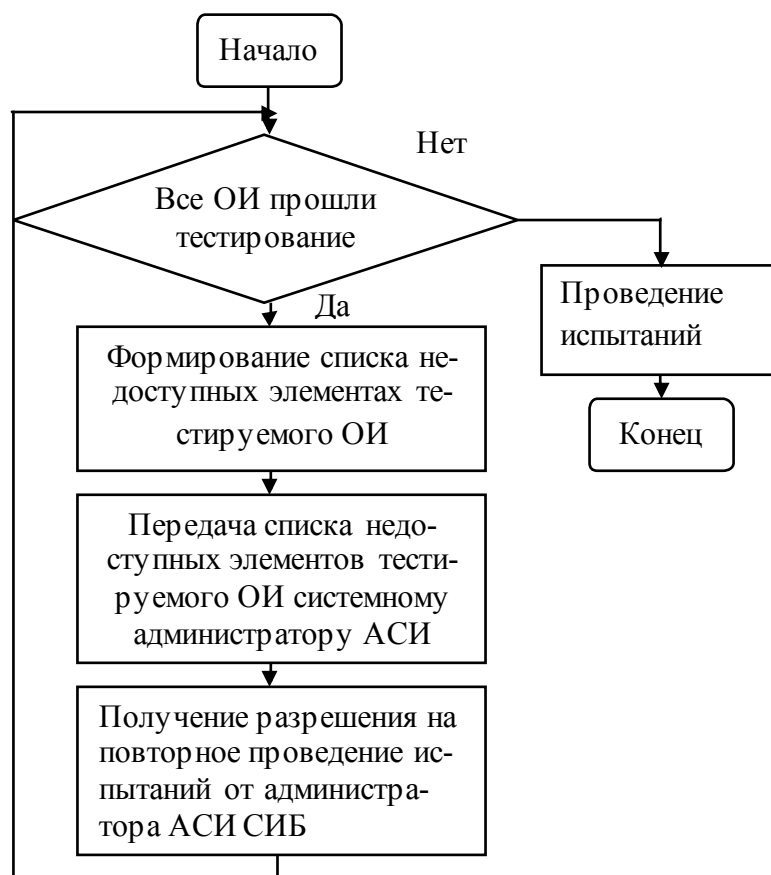 Начало
Нет
Все ОИ прошли
тестирование
Да
Проведение
испытаний
Формирование списка не-
доступных элементах те-
стируемого ОИ
Конец
Передача списка недо-
ступных элементов тести-
руемого ОИ системному
администратору АСИ
Получение разрешения на
повторное проведение ис-
пытаний от администра-
тора АСИ СИБ